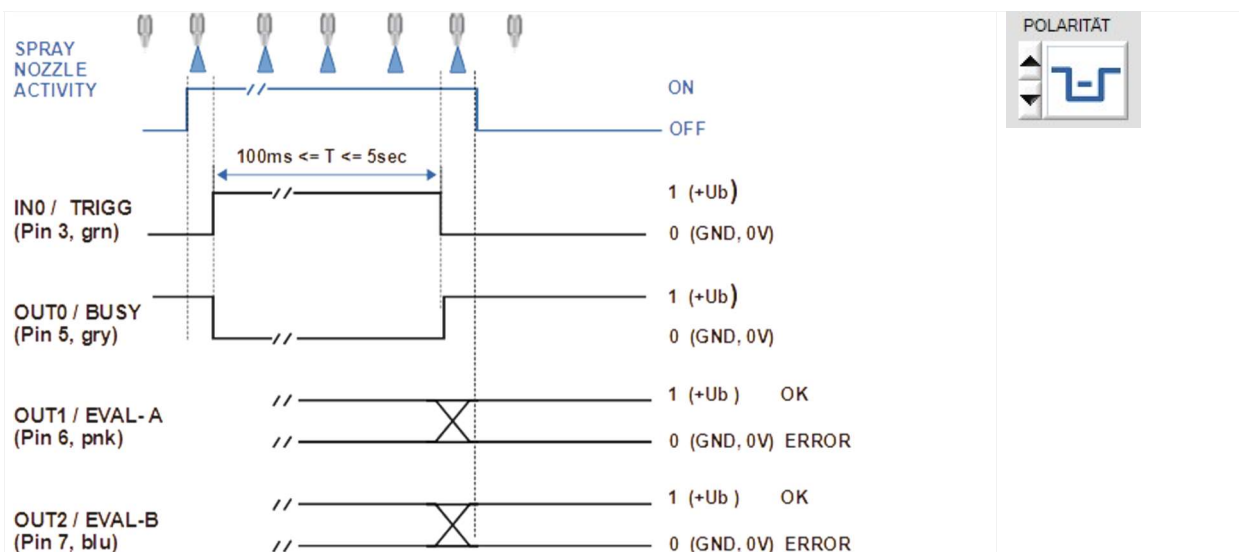 POLARITÄT
SPRAY
NOZZLE
ACTIVITY
ON
OFF
100ms <= T <= 5sec
IN0 / TRIGG
(Pin 3, grn)
1 (+Ub)
0 (GND, 0V)
OUT0 / BUSY
(Pin 5, gry)
1 (+Ub)
0 (GND, 0V)
OUT1 / EVAL- A
(Pin 6, pnk)
1 (+Ub ) OK
0 (GND, 0V) ERROR
OUT2 / EVAL-B
(Pin 7, blu)
1 (+Ub ) OK
0 (GND, 0V) ERROR